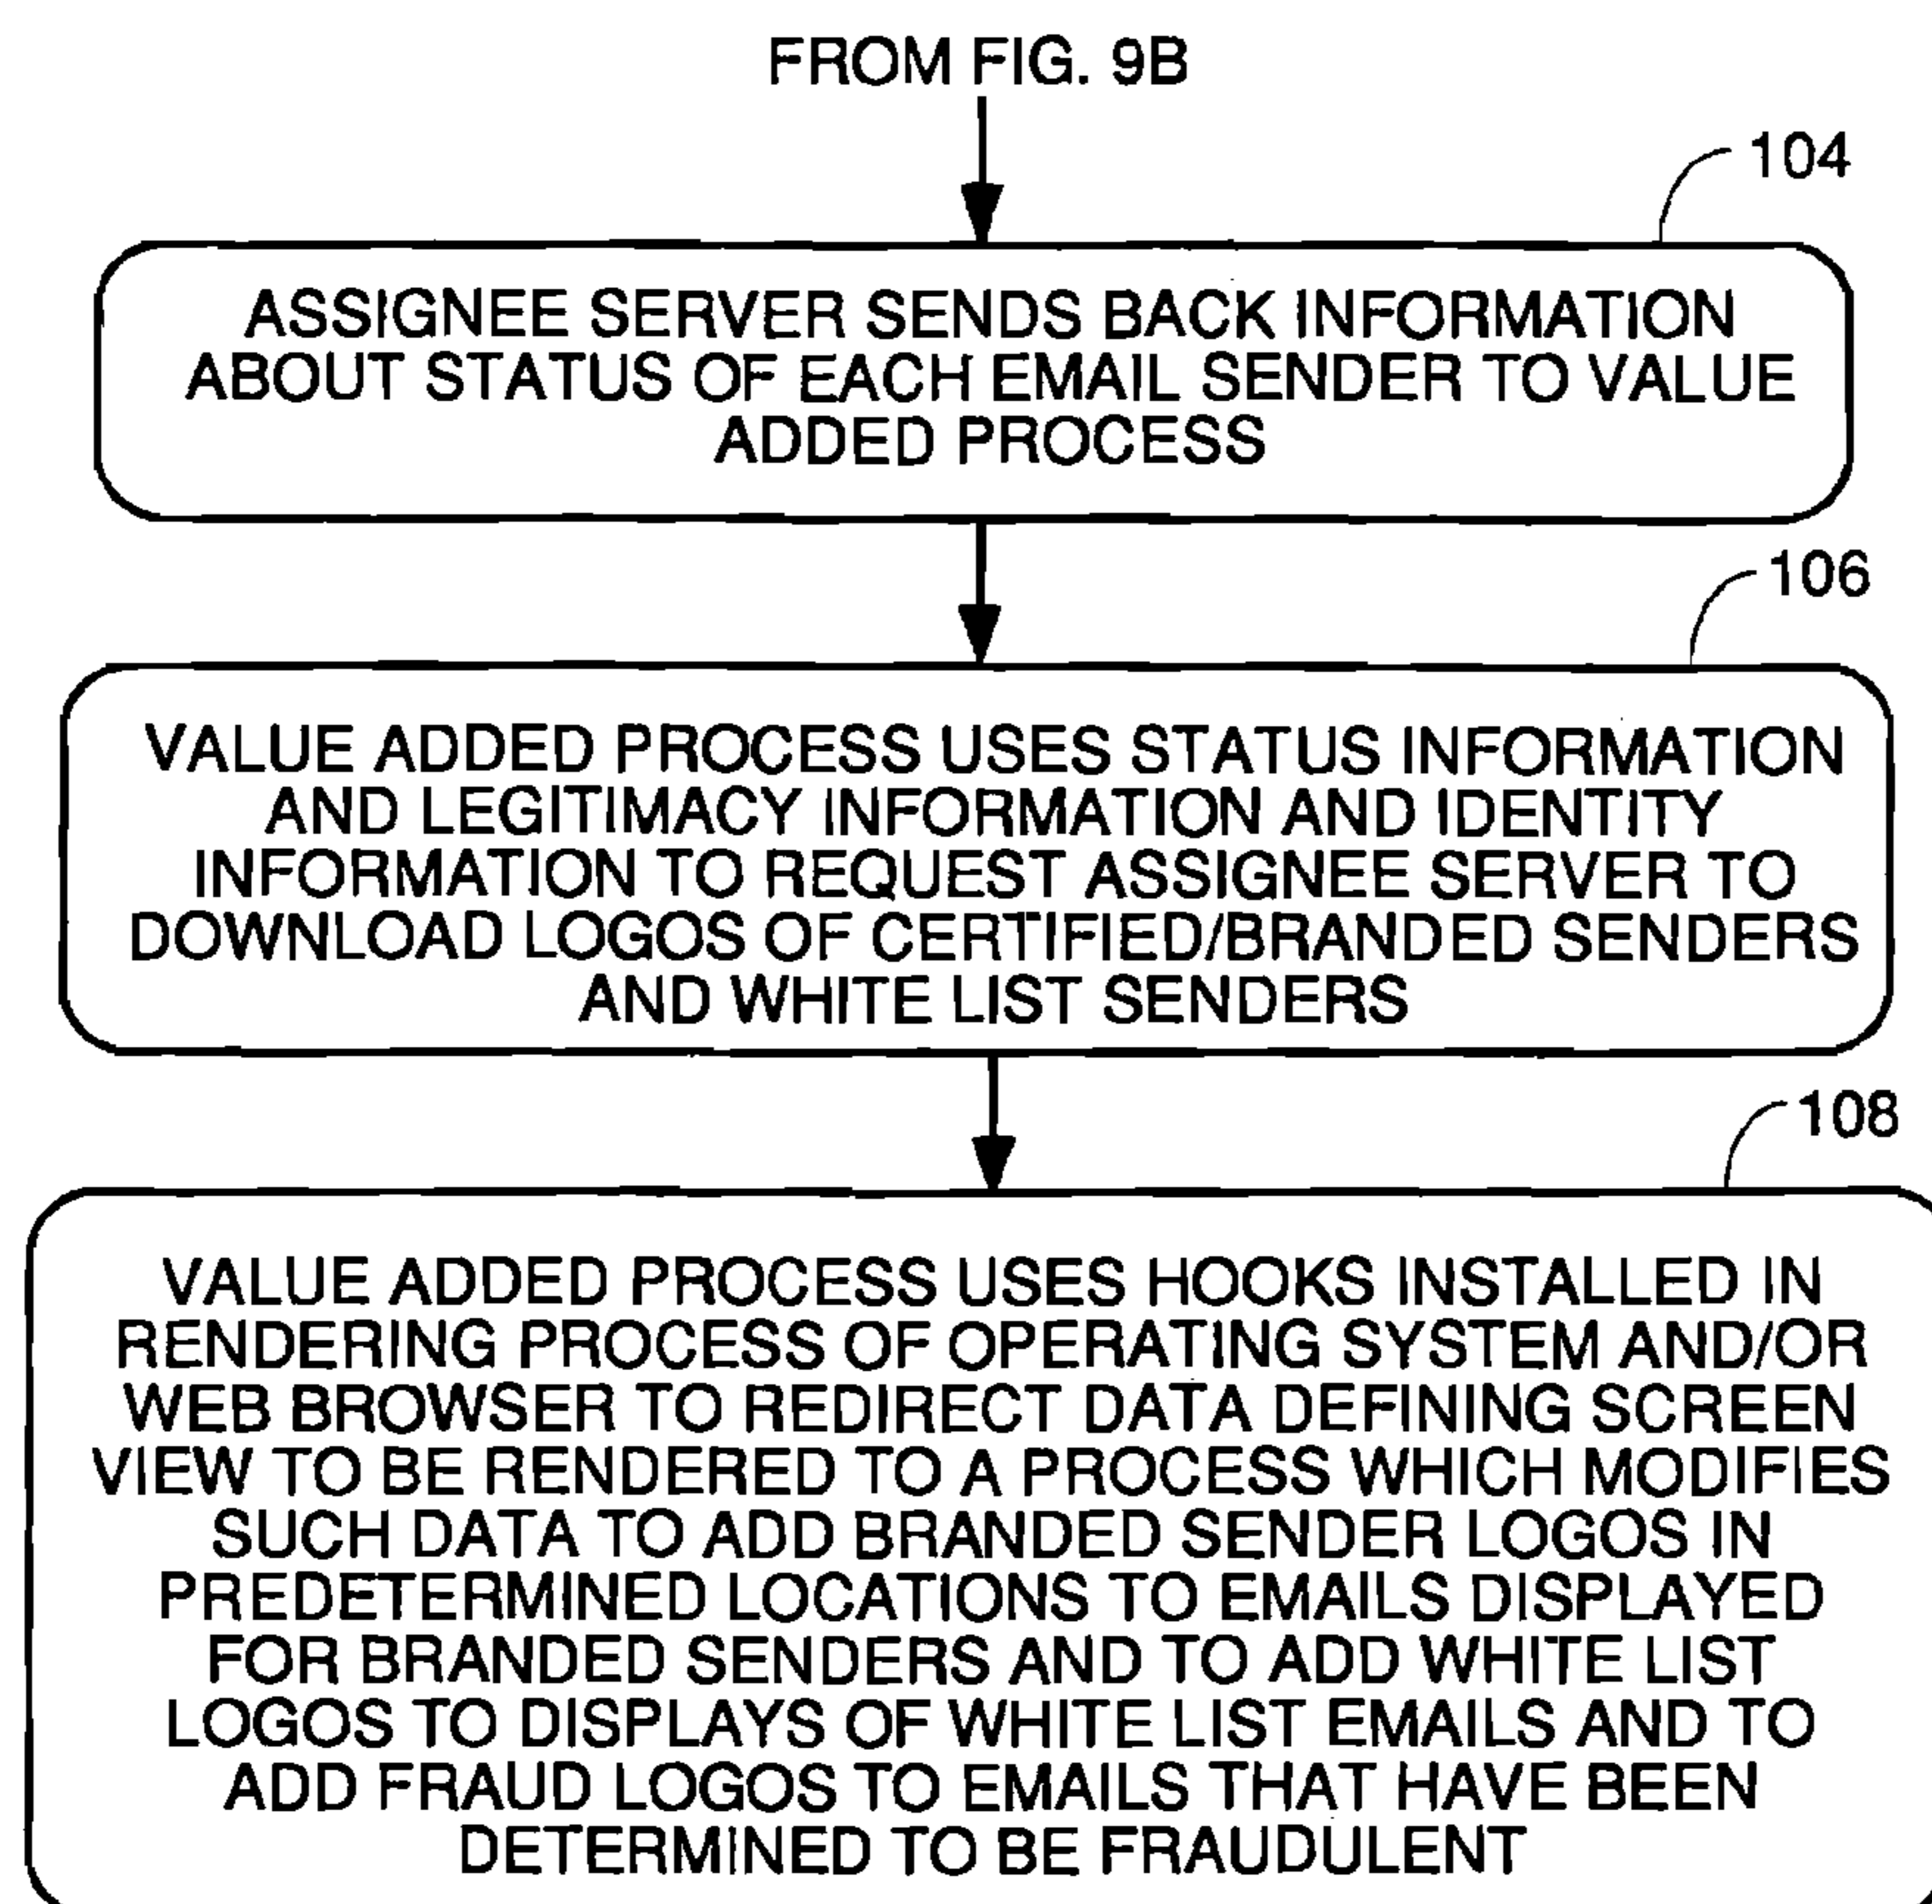 FROM FIG. 9B
104
ASSIGNEE SERVER SENDS BACK INFORMATION
ABOUT STATUS OF EACH EMAIL SENDER TO VALUE
ADDED PROCESS
106
VALUE ADDED PROCESS USES STATUS INFORMATION
AND LEGITIMACY INFORMATION AND IDENTITY
INFORMATION TO REQUEST ASSIGNEE SERVER TO
DOWNLOAD LOGOS OF CERTIFIED/BRANDED SENDERS
AND WHITE LIST SENDERS
108
VALUE ADDED PROCESS USES HOOKS INSTALLED IN
RENDERING PROCESS OF OPERATING SYSTEM AND/OR
WEB BROWSER TO REDIRECT DATA DEFINING SCREEN
VIEW TO BE RENDERED TO A PROCESS WHICH MODIFIES
SUCH DATA TO ADD BRANDED SENDER LOGOS IN
PREDETERMINED LOCATIONS TO EMAILS DISPLAYED
FOR BRANDED SENDERS AND TO ADD WHITE LIST
LOGOS TO DISPLAYS OF WHITE LIST EMAILS AND TO
ADD FRAUD LOGOS TO EMAILS THAT HAVE BEEN
DETERMINED TO BE FRAUDULENT